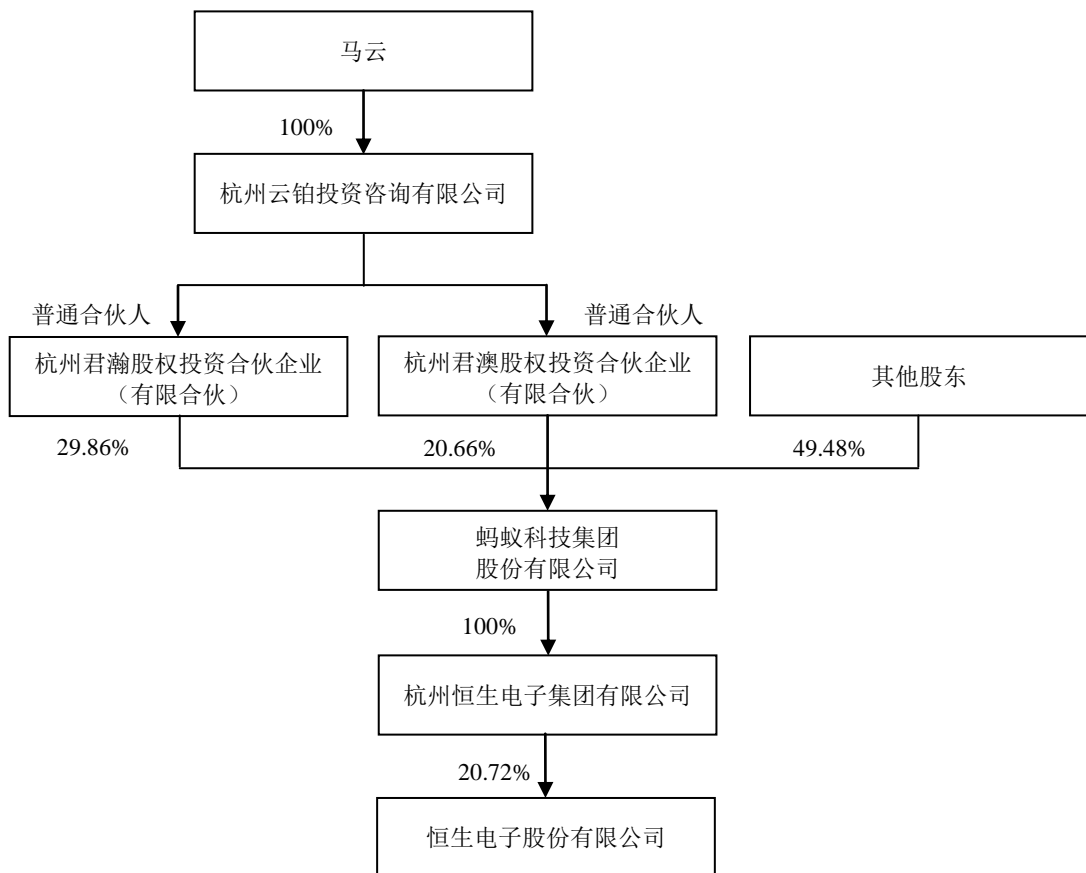 马云
100%
杭州云铂投资咨询有限公司
普通合伙人
普通合伙人
杭州君瀚股权投资合伙企业
（有限合伙）
杭州君澳股权投资合伙企业
（有限合伙）
其他股东
29.86%
20.66%
49.48%
蚂蚁科技集团
股份有限公司
100%
杭州恒生电子集团有限公司
20.72%
恒生电子股份有限公司